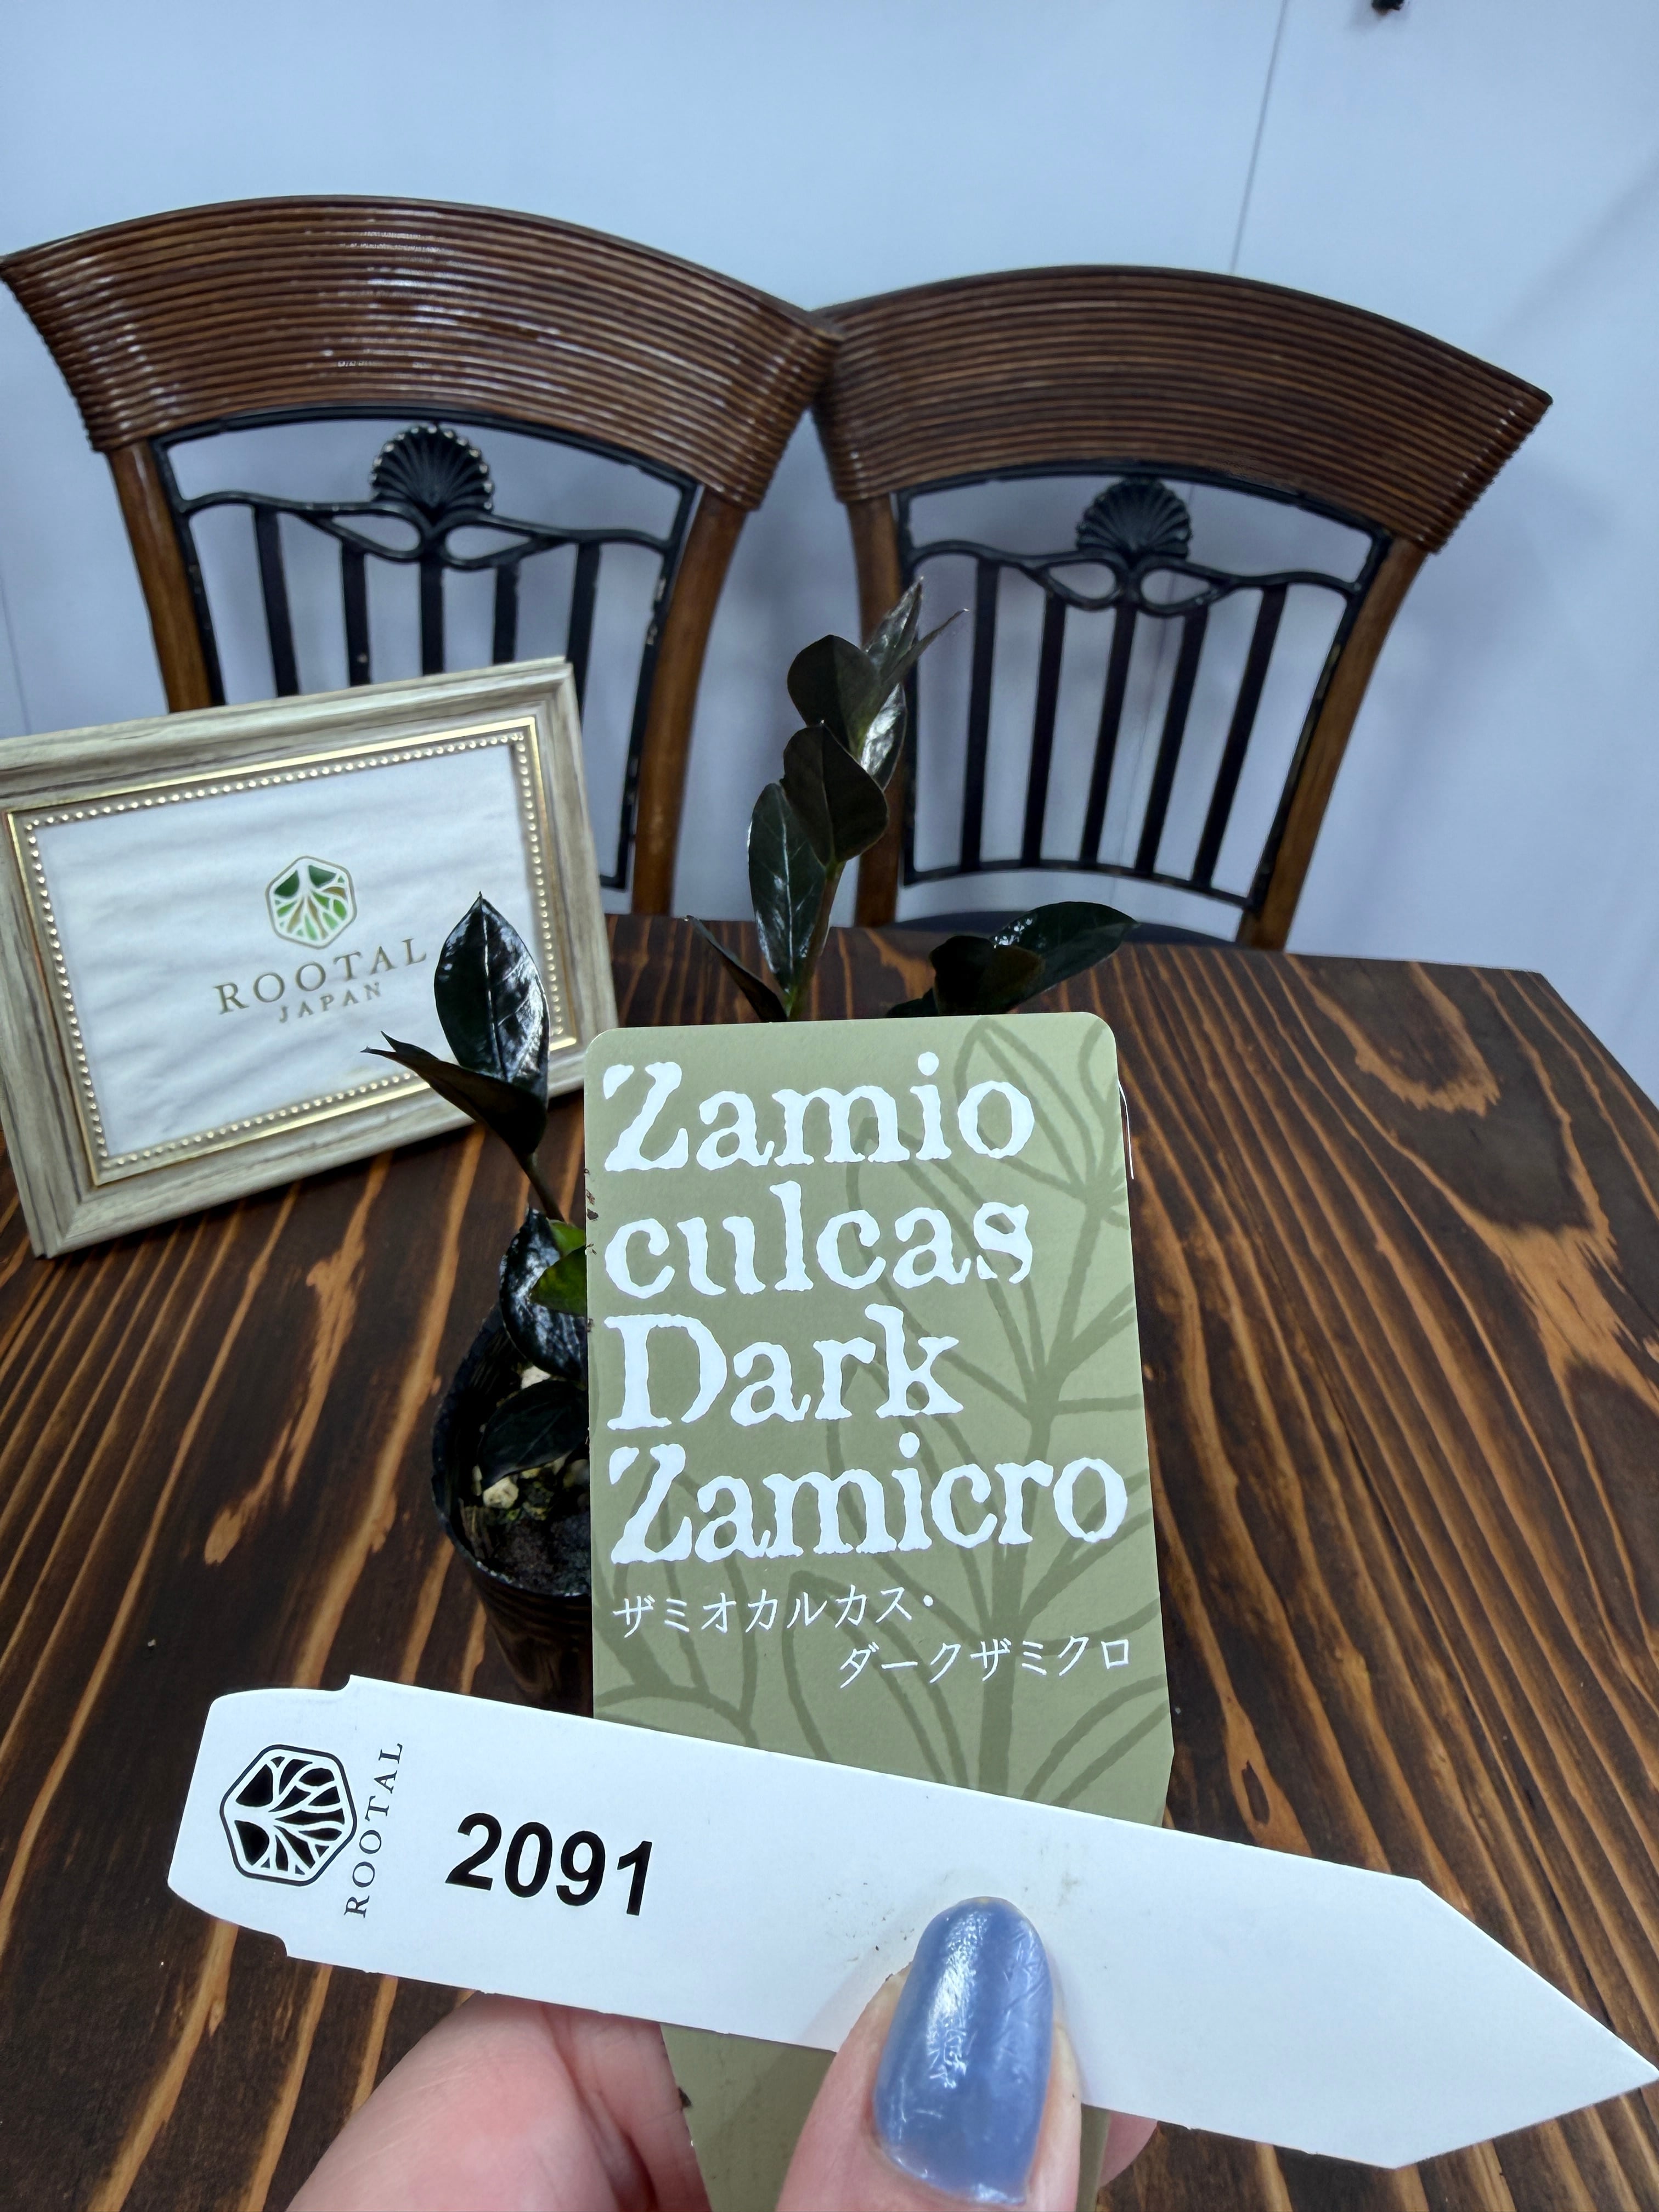 ROOTAL
JAPAN
Zamio
culcas
Dark
Zamicro
ザミオカルカス・
ダークザミクロ
ROOTAL
2091